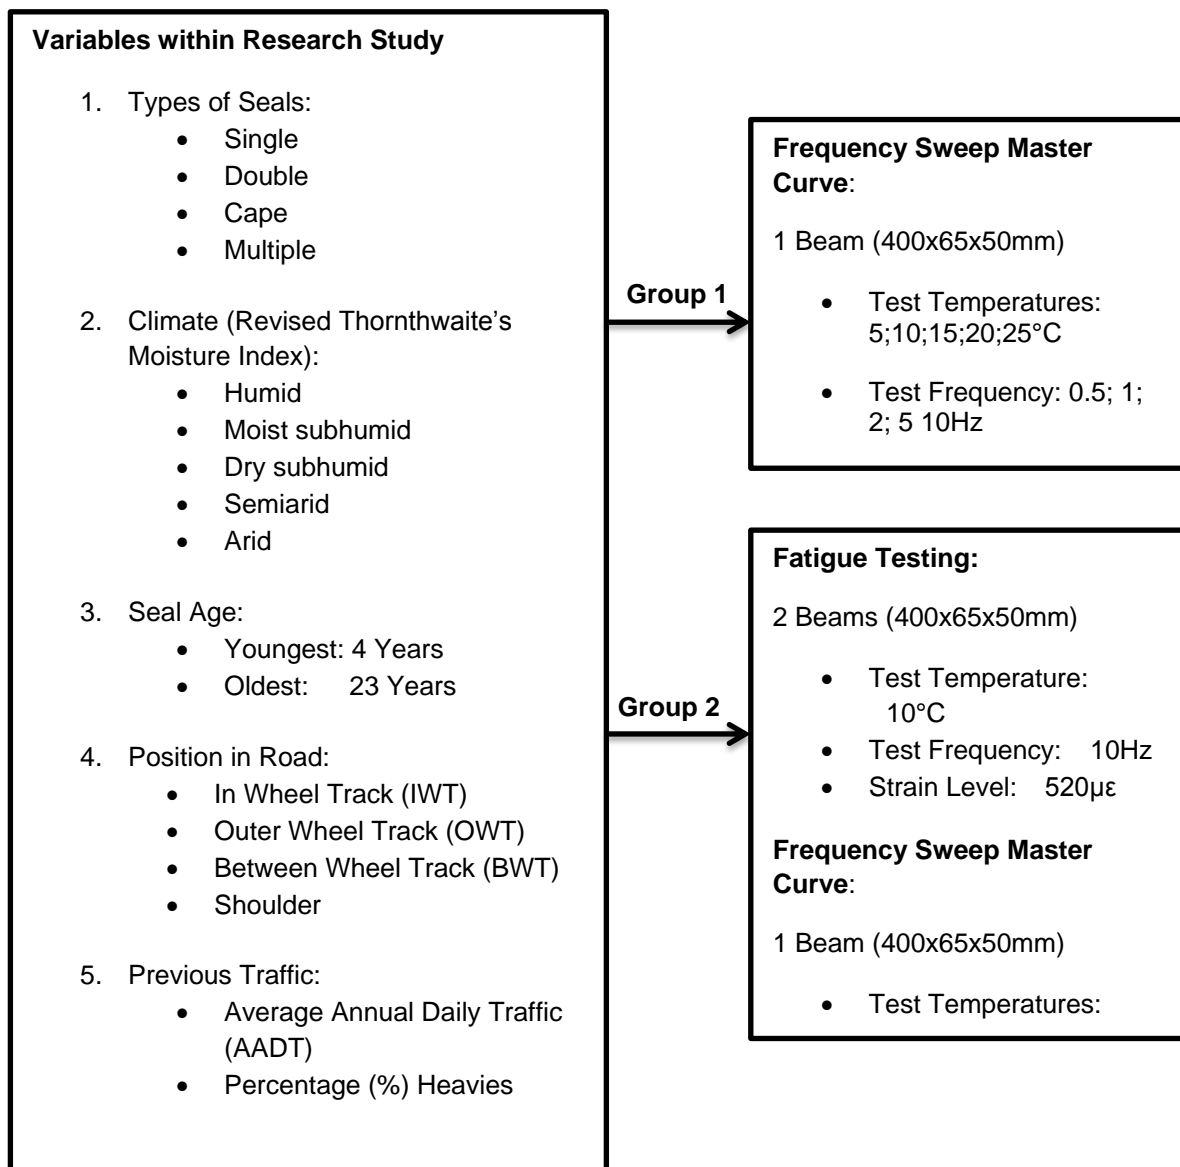 Variables within Research Study
1. Types of Seals:
• Single
• Double
• Cape
• Multiple
2. Climate (Revised Thornthwaite's
Moisture Index):
• Humid
• Moist subhumid
• Dry subhumid
• Semiarid
• Arid
3. Seal Age:
• Youngest: 4 Years
• Oldest: 23 Years
4. Position in Road:
• In Wheel Track (IWT)
• Outer Wheel Track (OWT)
• Between Wheel Track (BWT)
• Shoulder
5. Previous Traffic:
• Average Annual Daily Traffic
(AADT)
• Percentage (%) Heavies
Group 1
Frequency Sweep Master
Curve:
1 Beam (400x65x50mm)
• Test Temperatures:
5;10;15;20;25°C
• Test Frequency: 0.5; 1;
2; 5 10Hz
Group 2
Fatigue Testing:
2 Beams (400x65x50mm)
• Test Temperature:
10°C
• Test Frequency: 10Hz
• Strain Level: 520µε
Frequency Sweep Master
Curve:
1 Beam (400x65x50mm)
• Test Temperatures: